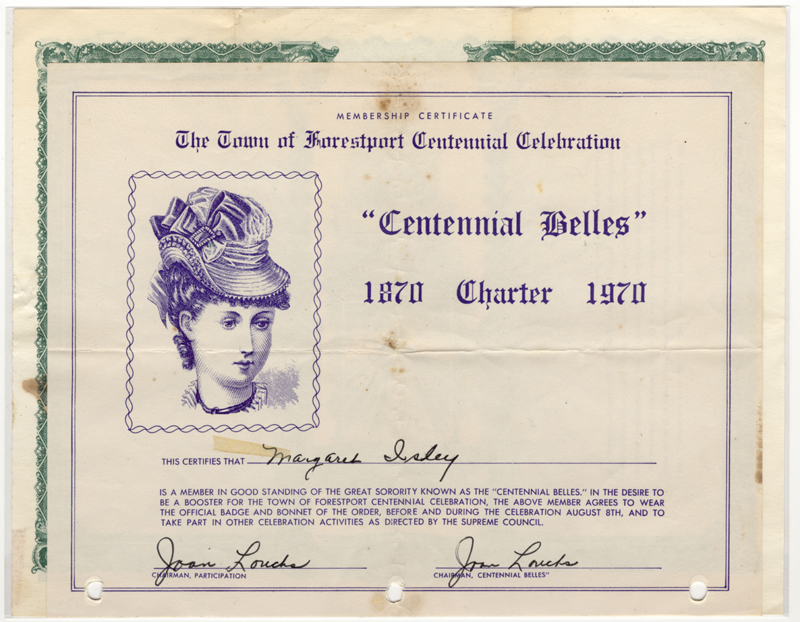 MEMBERSHIP CERTIFICATE
The Town of Forestport Centennial Celebration
"Centennial Belles"
1870 Charter 1970
THIS CERTIFIES THAT Margaret Insley
IS A MEMBER IN GOOD STANDING OF THE GREAT SORORITY KNOWN AS THE "CENTENNIAL BELLES." IN THE DESIRE TO
BE A BOOSTER FOR THE TOWN OF FORESTPORT CENTENNIAL CELEBRATION, THE ABOVE MEMBER AGREES TO WEAR
THE OFFICIAL BADGE AND BONNET OF THE ORDER, BEFORE AND DURING THE CELEBRATION AUGUST 8TH, AND TO
TAKE PART IN OTHER CELEBRATION ACTIVITIES AS DIRECTED BY THE SUPREME COUNCIL.
Joan Loucks Joan Loucks
CHAIRMAN, PARTICIPATION CHAIRMAN, CENTENNIAL BELLES"